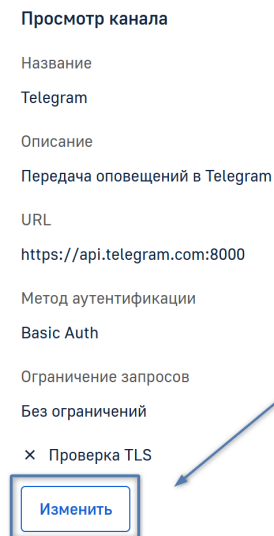 Просмотр канала
Название
Telegram
Описание
Передача оповещений в Telegram
URL
https://api.telegram.com:8000
Метод аутентификации
Basic Auth
Ограничение запросов
Без ограничений
✕ Проверка TLS
Изменить